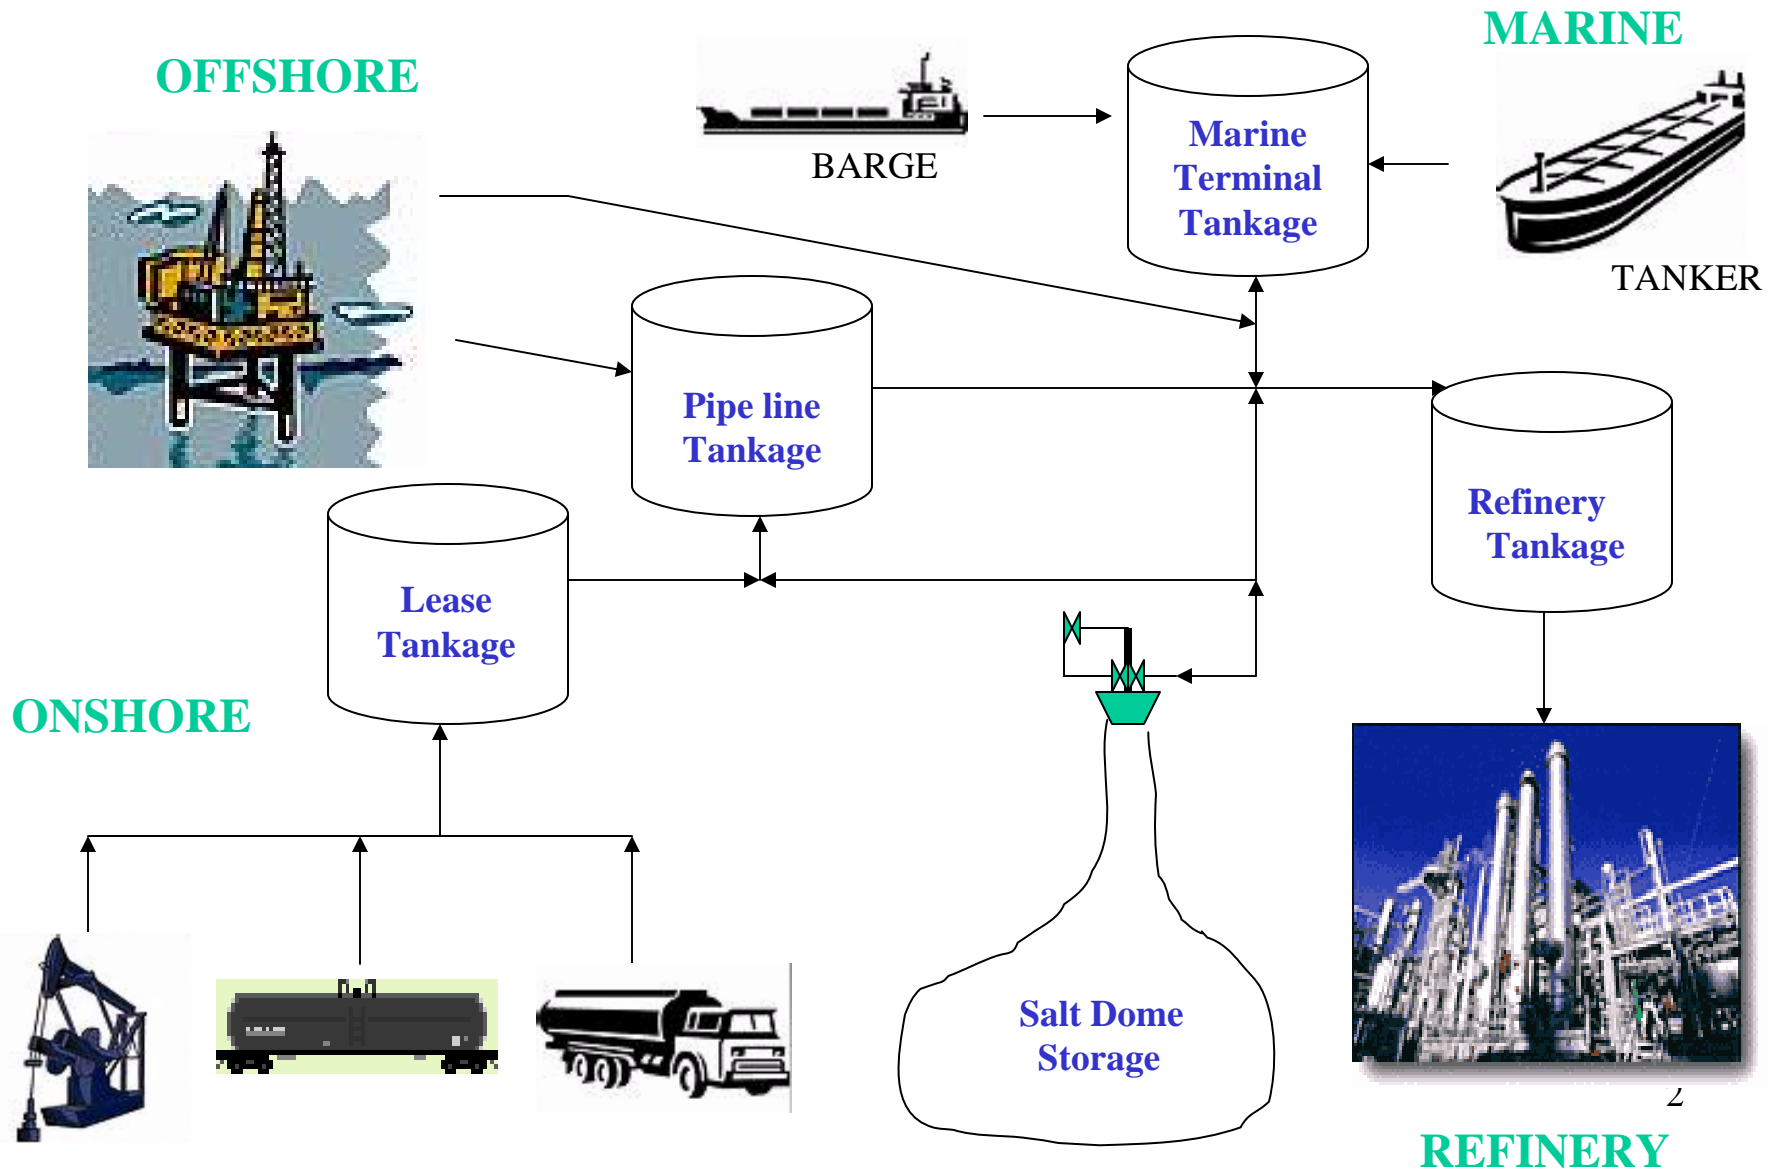 MARINE
OFFSHORE
BARGE
Marine
Terminal
Tankage
TANKER
Pipe line
Tankage
Refinery
Tankage
Lease
Tankage
ONSHORE
Salt Dome
Storage
2
REFINERY